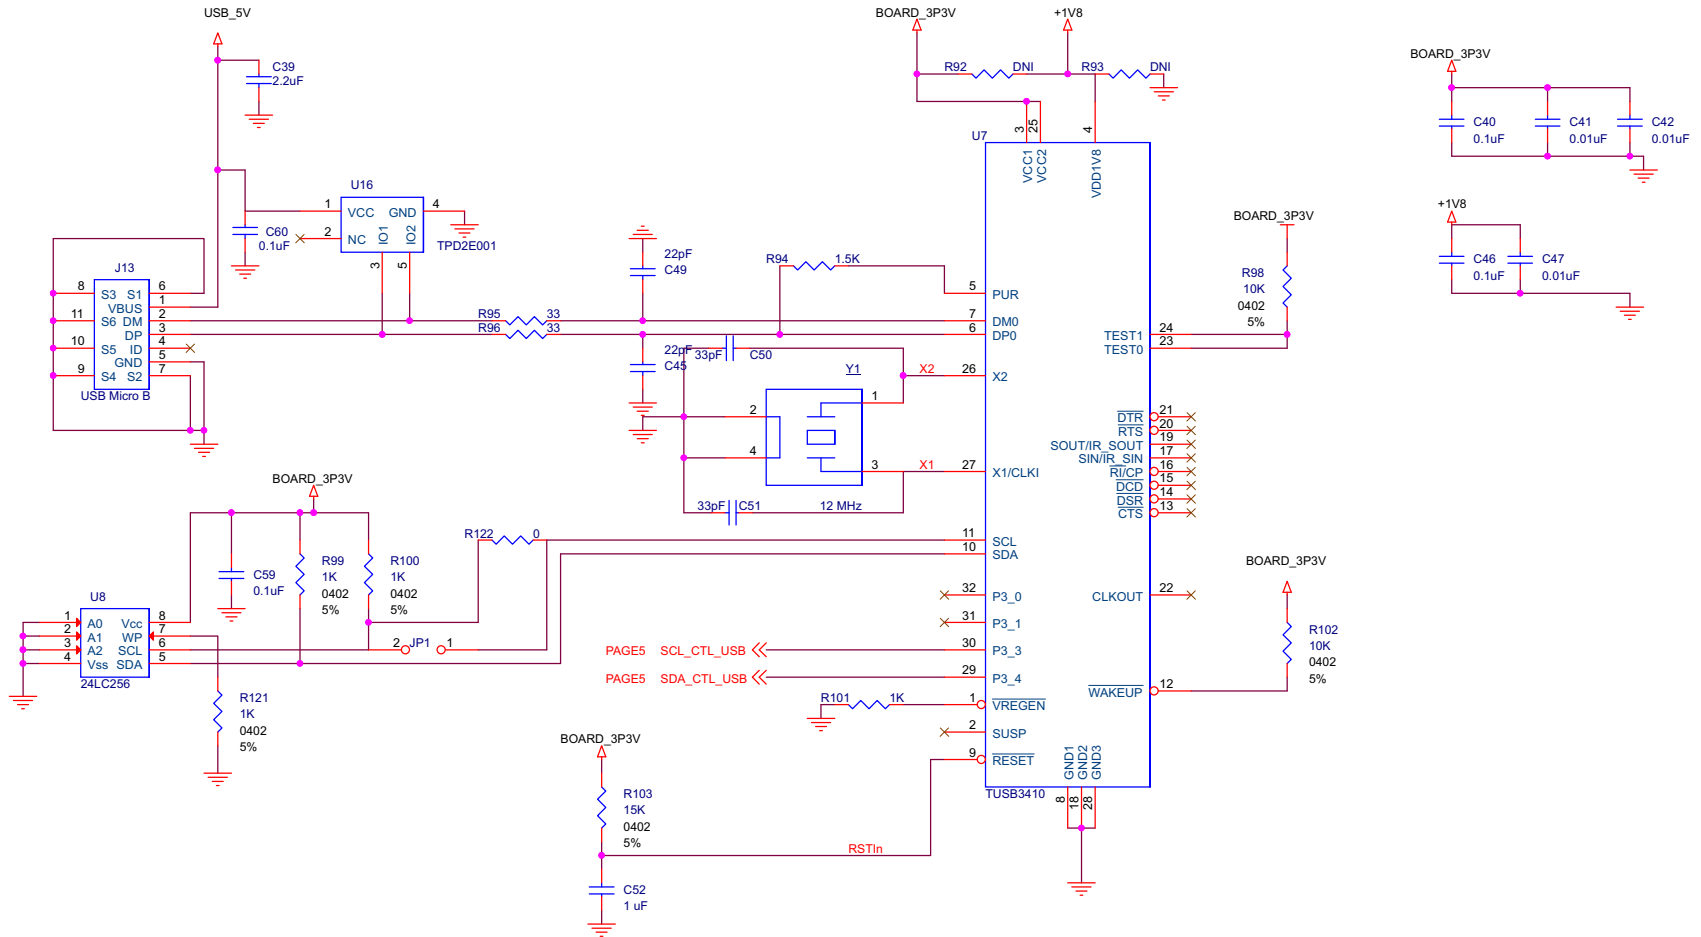 USB_5V
C39
2.2uF
U16
1
VCC
GND
4
2
NC
IO1
IO2
TPD2E001
3
5
C60
0.1uF
J13
8
S3
S1
6
VBUS
1
11
S6
DM
2
DP
3
10
S5
ID
4
GND
5
9
S4
S2
7
USB Micro B
R95
33
R96
33
22pF
C49
22pF
C45
R94
1.5K
33pF
C50
Y1
1
2
3
4
33pF
C51
12 MHz
X2
X1
BOARD_3P3V
+1V8
R92
DNI
R93
DNI
U7
3
25
4
VCC1
VCC2
VDD1V8
5
PUR
7
DM0
6
DP0
26
X2
27
X1/CLKI
11
SCL
10
SDA
32
P3_0
31
P3_1
30
P3_3
29
P3_4
1
VREGEN
2
SUSP
9
RESET
TEST1
24
TEST0
23
DTR
21
RTS
20
SOUT/IR_SOUT
19
SIN/IR_SIN
17
RI/CP
16
DCD
15
DSR
14
CTS
13
CLKOUT
22
WAKEUP
12
GND1
GND2
GND3
TUSB3410
8
18
28
BOARD_3P3V
R98
10K
0402
5%
BOARD_3P3V
R102
10K
0402
5%
BOARD_3P3V
C40
0.1uF
C41
0.01uF
C42
0.01uF
+1V8
C46
0.1uF
C47
0.01uF
BOARD_3P3V
C59
0.1uF
R99
1K
0402
5%
R100
1K
0402
5%
R122
0
U8
1
A0
Vcc
8
2
A1
WP
7
3
A2
SCL
6
4
Vss
SDA
5
24LC256
2
JP1
1
R121
1K
0402
5%
PAGE5 SCL_CTL_USB
PAGE5 SDA_CTL_USB
R101
1K
BOARD_3P3V
R103
15K
0402
5%
RSTIn
C52
1 uF